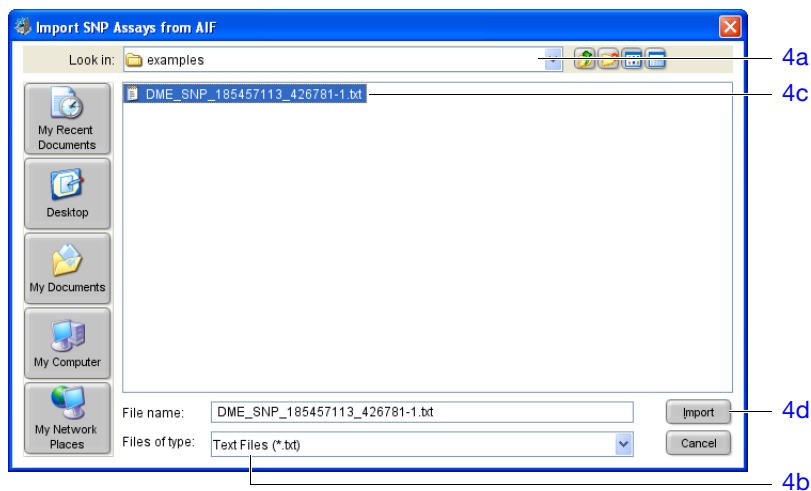 Import SNP Assays from AIF
Look in:
examples
4a
DME_SNP_185457113_426781-1.txt
4c
My Recent
Documents
Desktop
My Documents
My Computer
My Network
Places
File name:
DME_SNP_185457113_426781-1.txt
Import
4d
Files of type:
Text Files (*.txt)
Cancel
4b